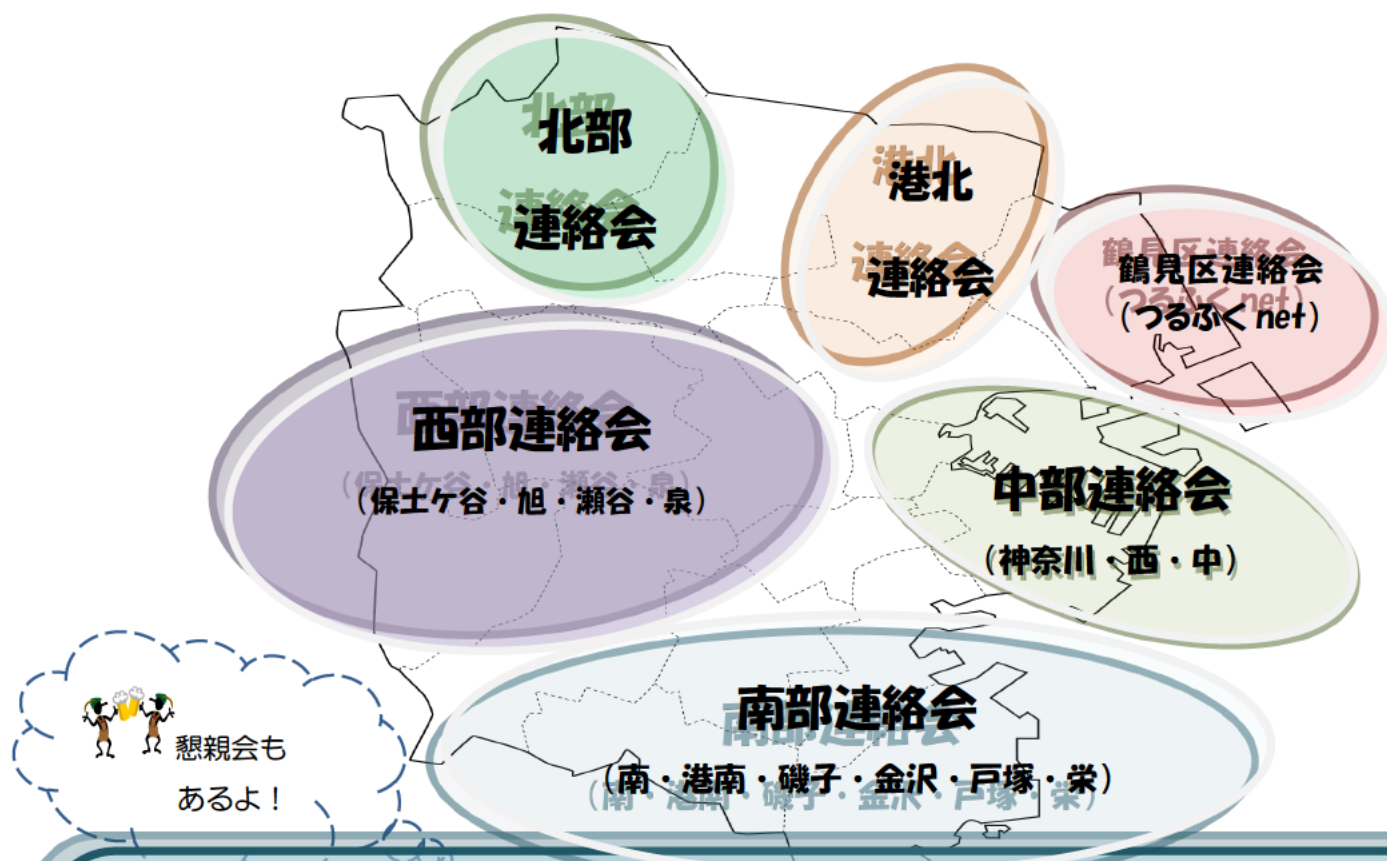 北部
連絡会
港北
連絡会
鶴見区連絡会
(つるふく net)
西部連絡会
(保土ケ谷・旭・瀬谷・泉)
中部連絡会
(神奈川・西・中)
南部連絡会
(南・港南・磯子・金沢・戸塚・栄)
懇親会も
あるよ！